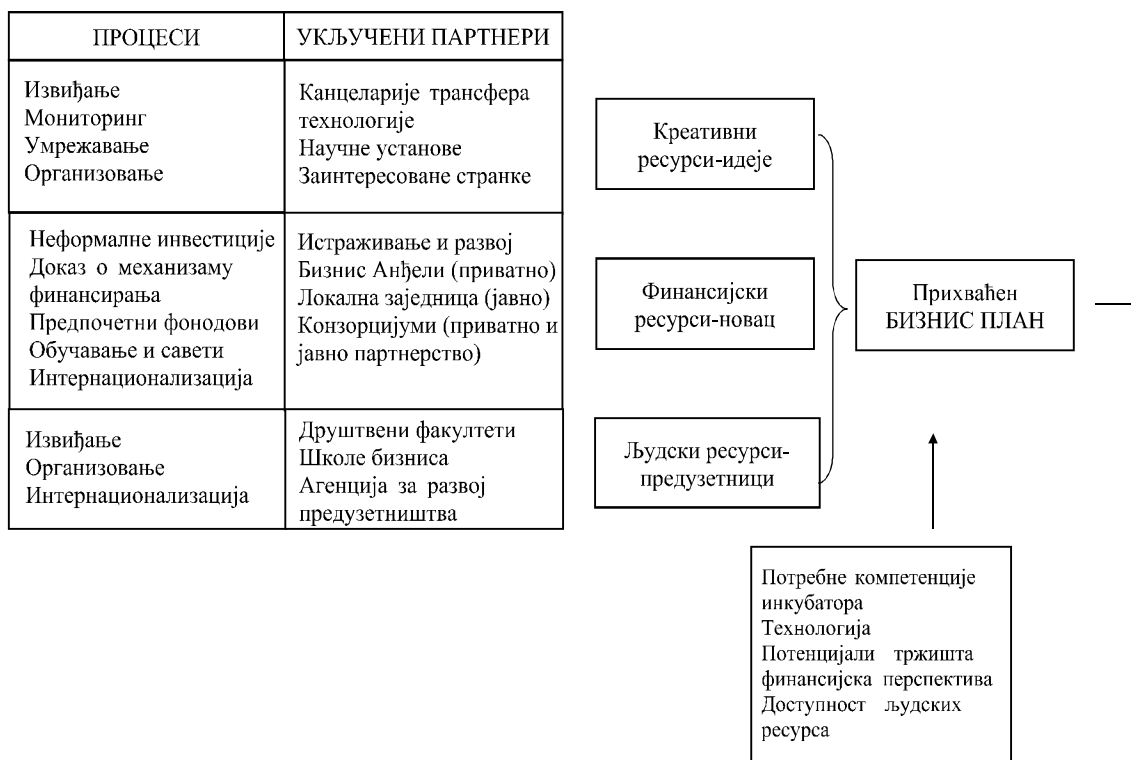 ПРОЦЕСИ
УКЉУЧЕНИ ПАРТНЕРИ
Извиђање
Мониторинг
Умрежавање
Организовање
Канцеларије трансфера
технологије
Научне установе
Заинтересоване странке
Неформалне инвестиције
Доказ о механизаму
финансирања
Предпочетни фонодови
Обучавање и савети
Интернационализација
Истраживање и развој
Бизнис Анђели (приватно)
Локална заједница (јавно)
Конзорцијуми (приватно и
јавно партнерство)
Извиђање
Организовање
Интернационализација
Друштвени факултети
Школе бизниса
Агенција за развој
предузетништва
Креативни
ресурси-идеје
Финансијски
ресурси-новац
Људски ресурси-
предузетници
Прихваћен
БИЗНИС ПЛАН
Потребне компетенције
инкубатора
Технологија
Потенцијали тржишта
финансијска перспектива
Доступност људских
ресурса